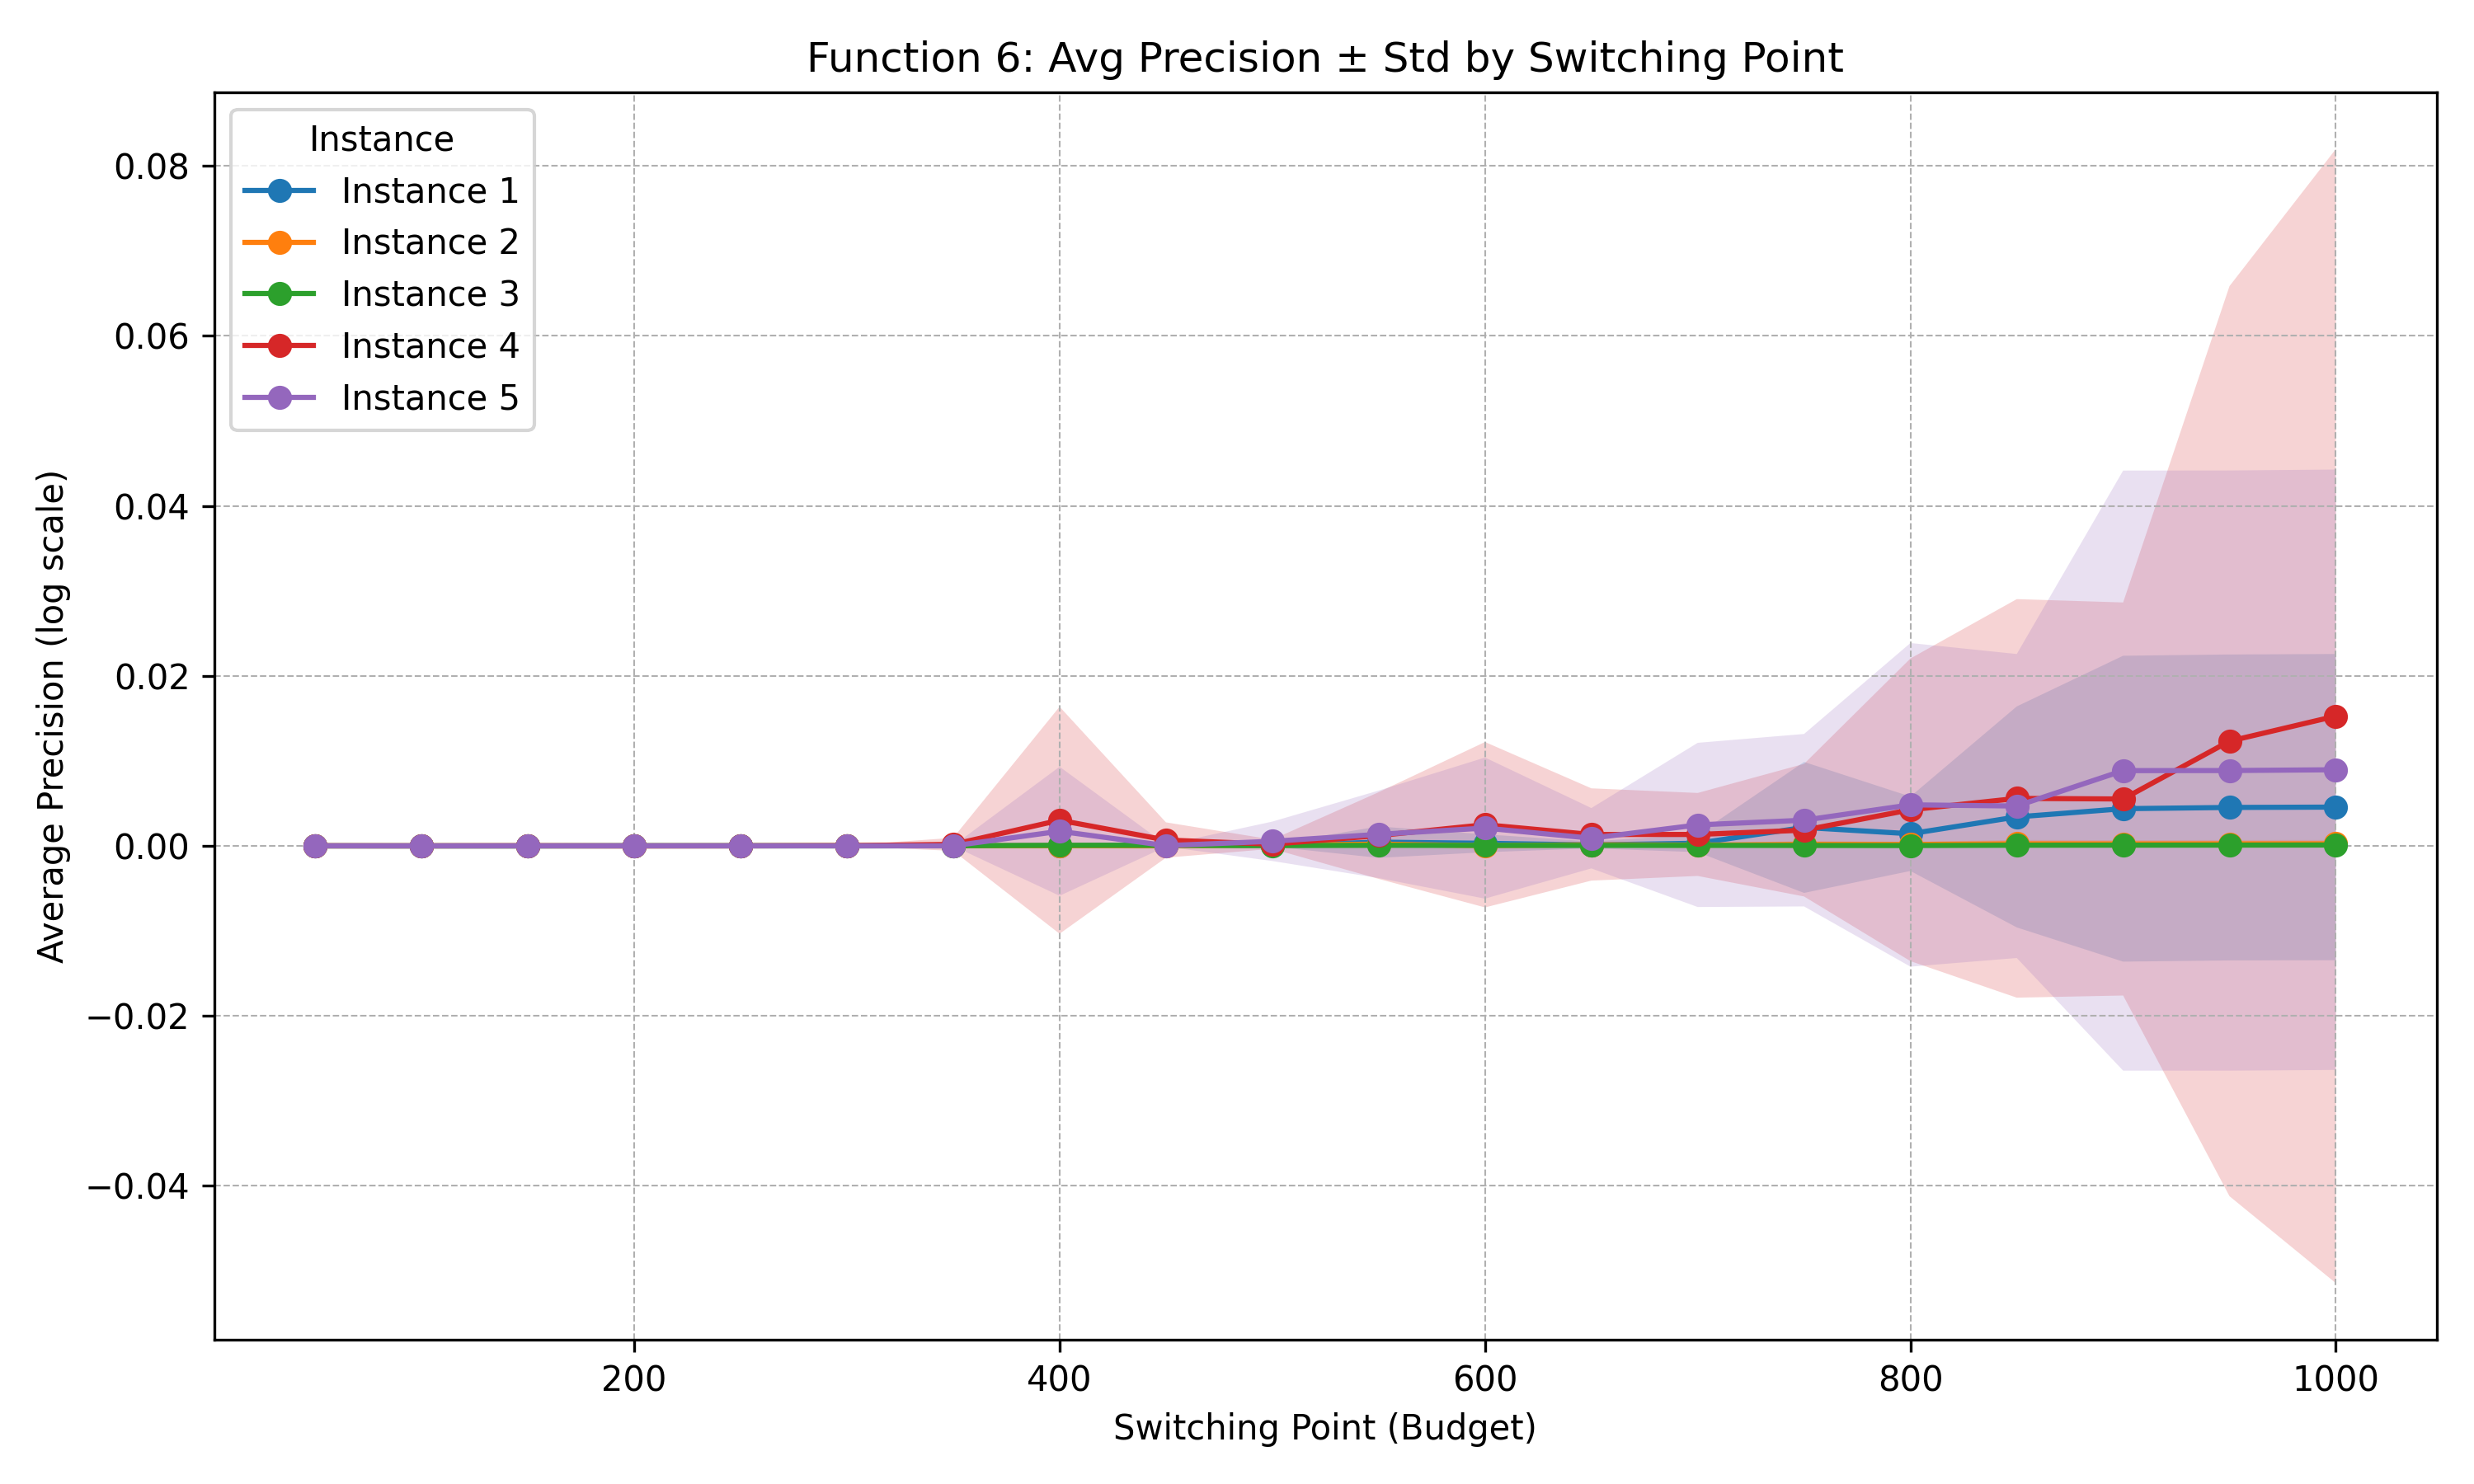 Function 6: Avg Precision ± Std by Switching Point
Instance
Instance 1
Instance 2
Instance 3
Instance 4
Instance 5
Average Precision (log scale)
0.08
0.06
0.04
0.02
0.00
−0.02
−0.04
200 400 600 800 1000
Switching Point (Budget)